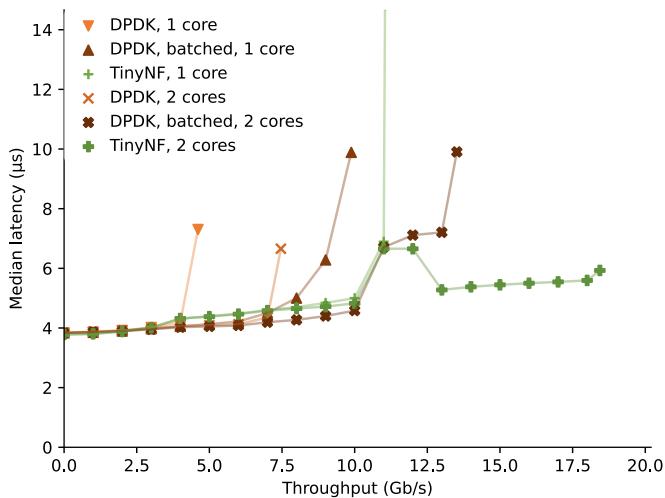 DPDK, 1 core
DPDK, batched, 1 core
TinyNF, 1 core
DPDK, 2 cores
DPDK, batched, 2 cores
TinyNF, 2 cores
Median latency (μs)
14
12
10
8
6
4
2
0
0.0 2.5 5.0 7.5 10.0 12.5 15.0 17.5 20.0
Throughput (Gb/s)